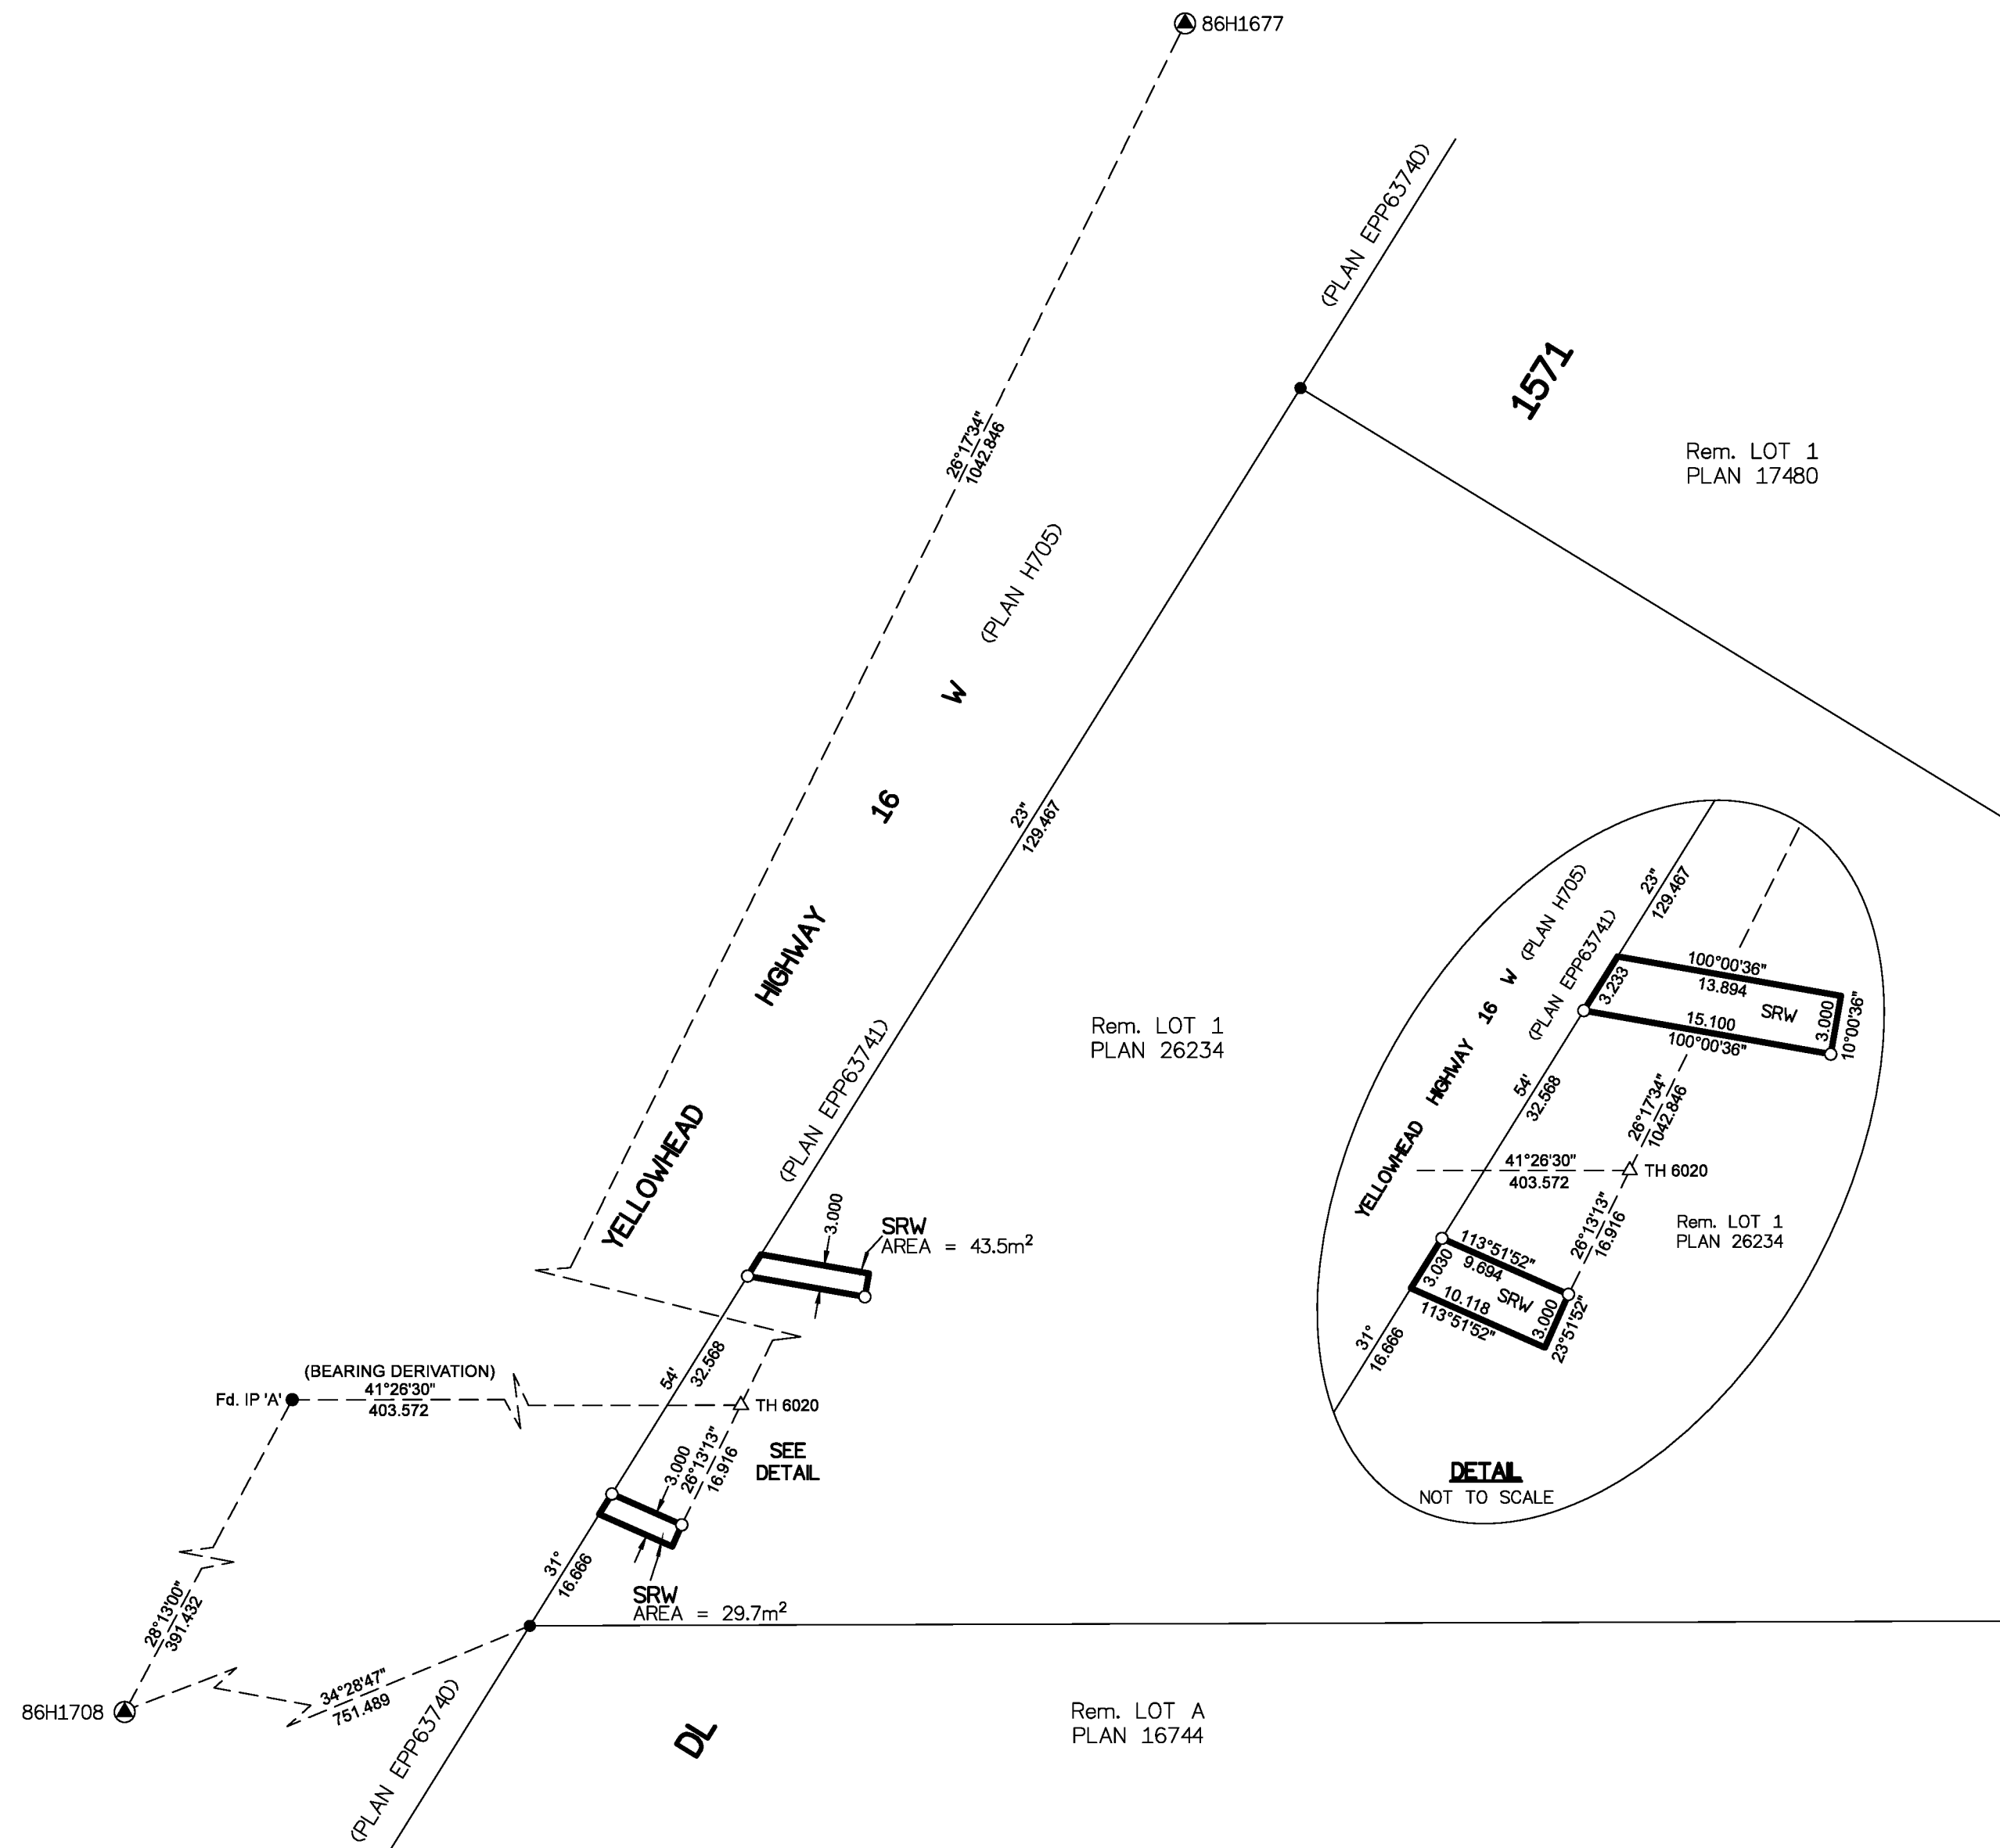 86H1677
(PLAN EPP63740)
1571
Rem. LOT 1
PLAN 17480
26°17'34"
1042.846
(PLAN H705)
YELLOWHEAD HIGHWAY 16 W
23"
129.467
(PLAN EPP63741)
Rem. LOT 1
PLAN 26234
3.000
SRW
AREA = 43.5m²
54'
32.568
(BEARING DERIVATION)
Fd. IP 'A'
41°26'30"
403.572
TH 6020
SEE
DETAIL
3.000
26°13'13"
16.916
31°
16.666
SRW
AREA = 29.7m²
28°13'00"
391.432
86H1708
34°28'47"
751.489
(PLAN EPP63740)
DL
Rem. LOT A
PLAN 16744
YELLOWHEAD HIGHWAY 16 W (PLAN H705)
(PLAN EPP63741)
23"
129.467
100°00'36"
13.894
3.233
SRW
3.000
10°00'36"
15.100
100°00'36"
54'
32.568
26°17'34"
1042.846
41°26'30"
403.572
TH 6020
26°13'13"
16.916
Rem. LOT 1
PLAN 26234
113°51'52"
9.694
3.030
SRW
10.118
113°51'52"
3.000
23°51'52"
31°
16.666
DETAIL
NOT TO SCALE